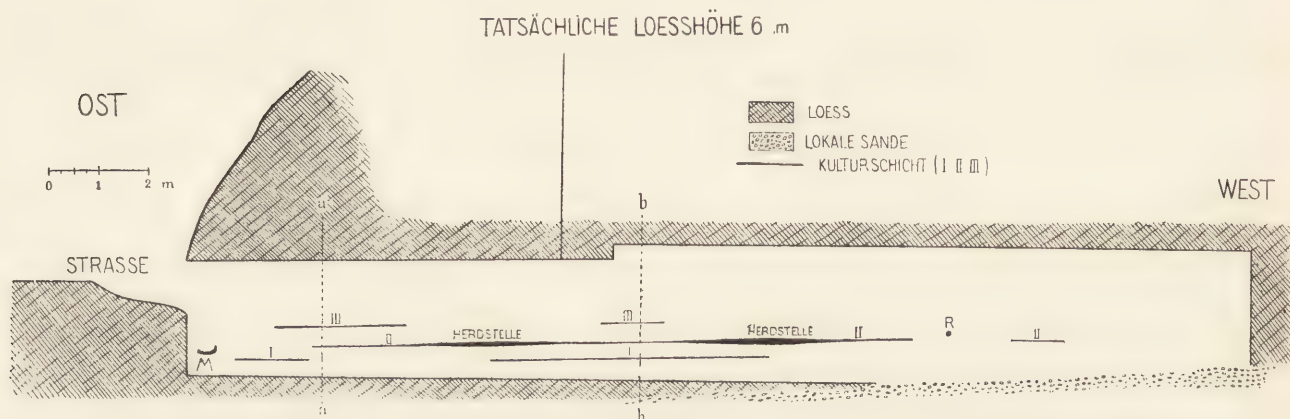 TATSÄCHLICHE LOESSHÖHE 6 m
OST
0 1 2 m
LOESS
LOKALE SANDE
KULTURSCHICHT (I II III)
WEST
a b
STRASSE
III III
II HERDSTELLE HERDSTELLE II R II
M I I
a b